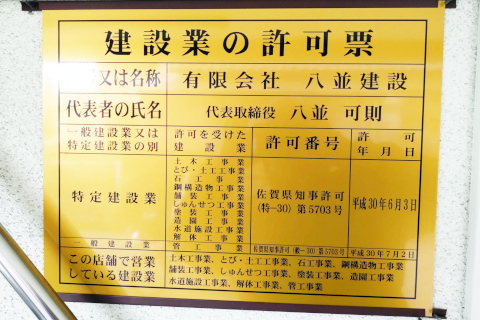 建設業の許可票
又は名称 有限会社 八並建設
代表者の氏名 代表取締役 八並 可則
一般建設業又は
特定建設業の別
許可を受けた
建設業
許可番号
許可
年月日
特定建設業
土木工事業
とび・土工工事業
石工事業
鋼構造物工事業
舗装工事業
しゅんせつ工事業
塗装工事業
造園工事業
水道施設工事業
解体工事業
佐賀県知事許可
(特-30)第5703号
平成30年6月3日
一般建設業 管工事業 佐賀県知事許可(般-30)第5703号 平成30年7月2日
この店舗で営業
している建設業
土木工事業、とび・土工工事業、石工事業、鋼構造物工事業
舗装工事業、しゅんせつ工事業、塗装工事業、造園工事業
水道施設工事業、解体工事業、管工事業